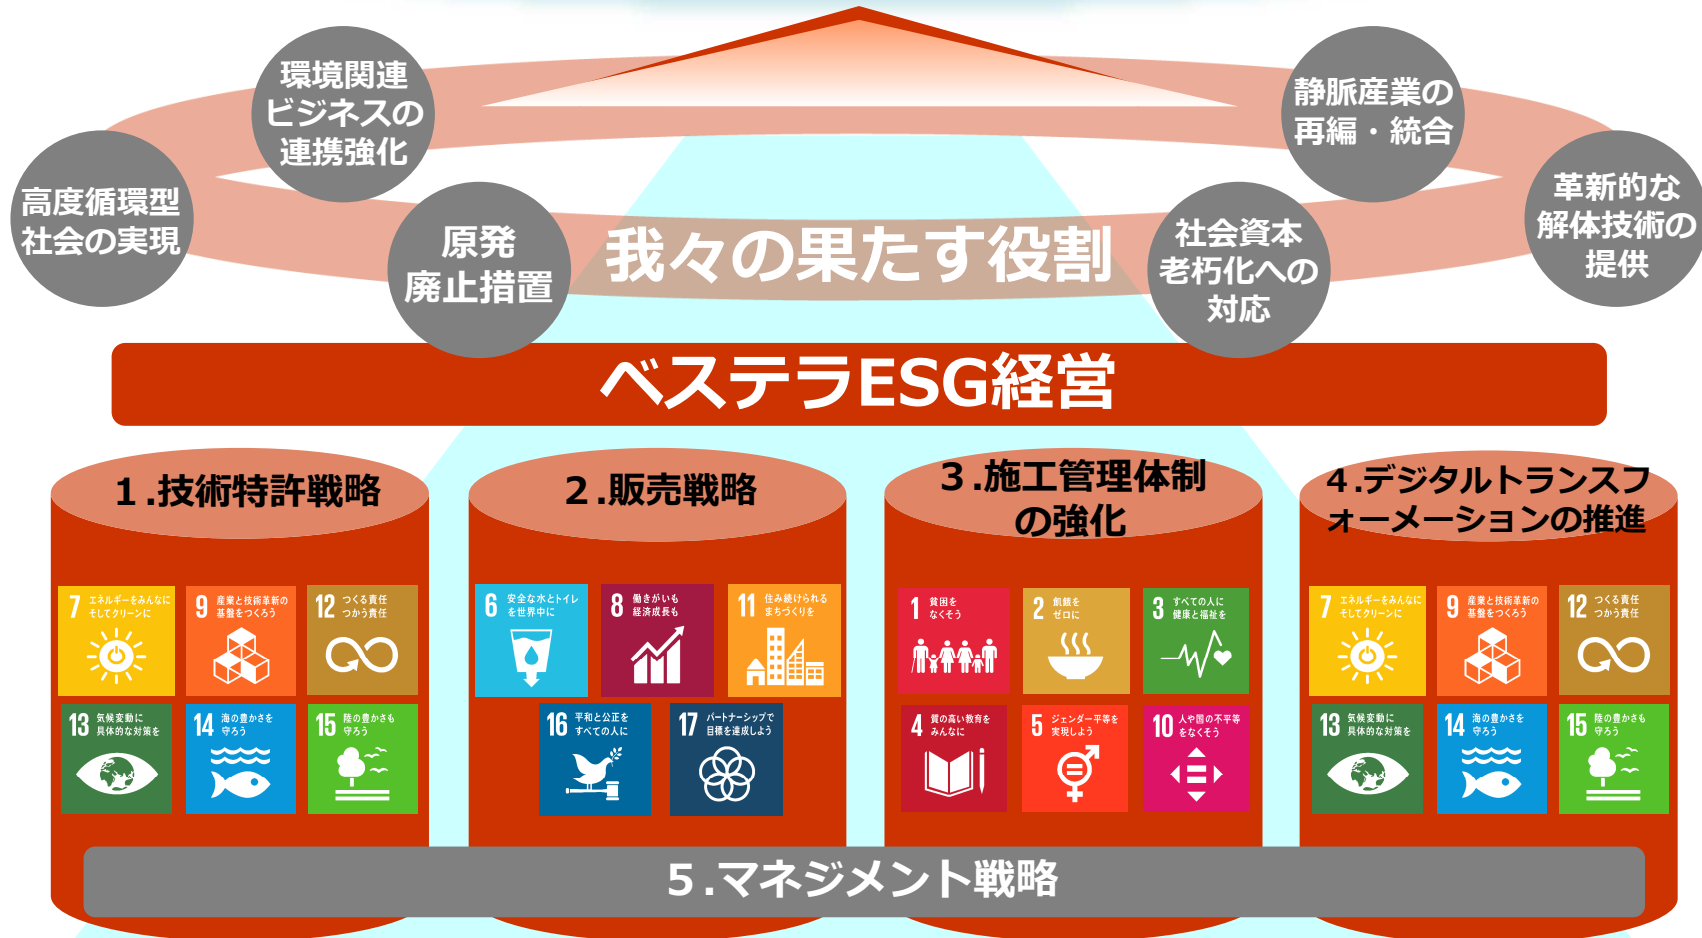 環境関連
ビジネスの
連携強化
静脈産業の
再編・統合
高度循環型
社会の実現
革新的な
解体技術の
提供
原発
廃止措置
我々の果たす役割
社会資本
老朽化への
対応
ベステラESG経営
１.技術特許戦略
7 エネルギーをみんなに
そしてクリーンに
9 産業と技術革新の
基盤をつくろう
12 つくる責任
つかう責任
13 気候変動に
具体的な対策を
14 海の豊かさを
守ろう
15 陸の豊かさも
守ろう
２.販売戦略
6 安全な水とトイレ
を世界中に
8 働きがいも
経済成長も
11 住み続けられる
まちづくりを
16 平和と公正を
すべての人に
17 パートナーシップで
目標を達成しよう
３.施工管理体制
の強化
1 貧困を
なくそう
2 飢餓を
ゼロに
3 すべての人に
健康と福祉を
4 質の高い教育を
みんなに
5 ジェンダー平等を
実現しよう
10 人や国の不平等
をなくそう
４.デジタルトランスフ
ォーメーションの推進
7 エネルギーをみんなに
そしてクリーンに
9 産業と技術革新の
基盤をつくろう
12 つくる責任
つかう責任
13 気候変動に
具体的な対策を
14 海の豊かさを
守ろう
15 陸の豊かさも
守ろう
５.マネジメント戦略